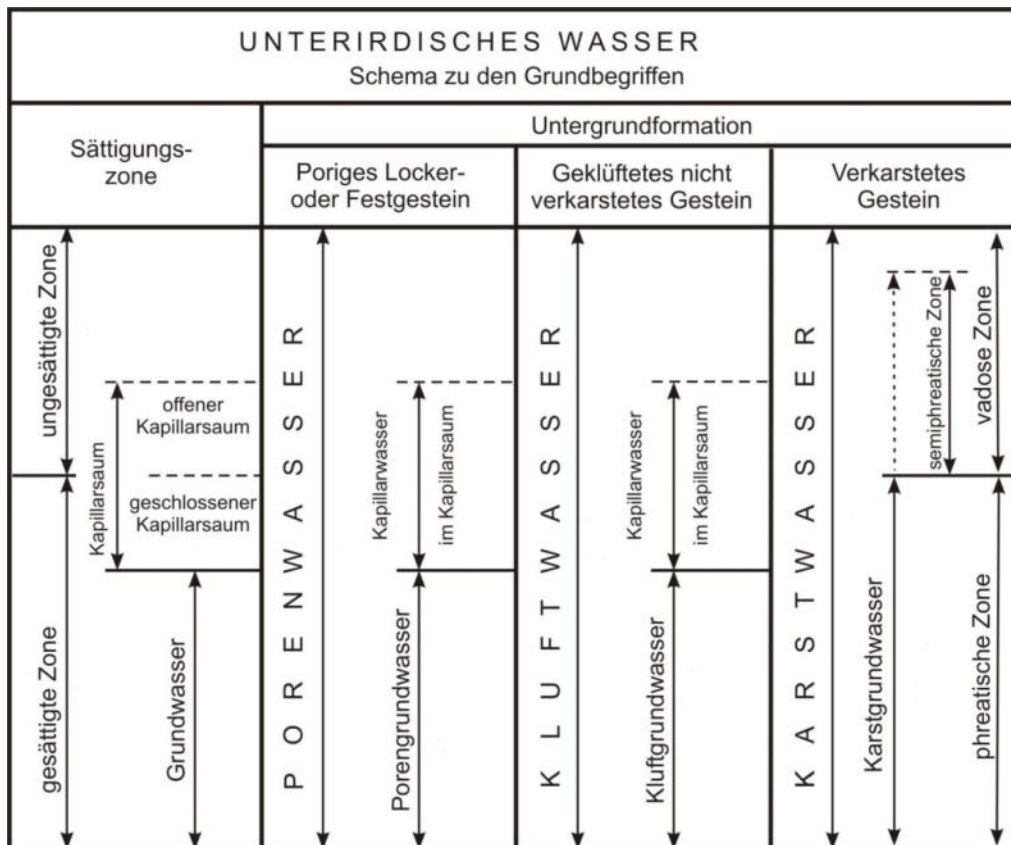 UNTERIRDISCHES WASSER
Schema zu den Grundbegriffen
Sättigungs-
zone
Untergrundformation
Poriges Locker-
oder Festgestein
Geklüftetes nicht
verkarstetes Gestein
Verkarstetes
Gestein
ungesättigte Zone
gesättigte Zone
Kapillarsaum
offener
Kapillarsaum
geschlossener
Kapillarsaum
Grundwasser
PORENWASSER
Kapillarwasser
im Kapillarsaum
Porengrundwasser
KLUFTWASSER
Kapillarwasser
im Kapillarsaum
Kluftgrundwasser
KARSTWASSER
Karstgrundwasser
semiphreatische Zone
vadose Zone
phreatische Zone